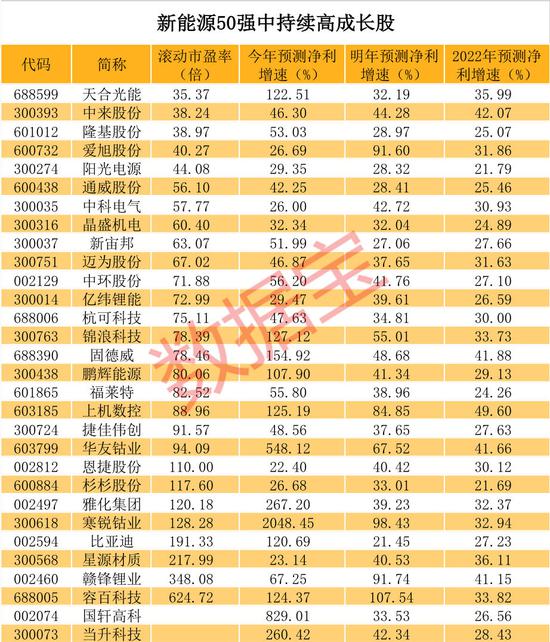 新能源50强中持续高成长股
代码 简称 滚动市盈率（倍） 今年预测净利增速（%） 明年预测净利增速（%） 2022年预测净利增速（%）
688599 天合光能 35.37 122.51 32.19 35.99
300393 中来股份 38.24 46.30 44.28 42.07
601012 隆基股份 38.97 53.03 28.97 25.07
600732 爱旭股份 40.27 26.69 91.60 31.86
300274 阳光电源 44.08 29.35 28.32 21.79
600438 通威股份 56.10 42.25 28.41 25.46
300035 中科电气 57.77 26.00 42.72 30.93
300316 晶盛机电 60.40 32.34 32.04 24.89
300037 新宙邦 63.07 51.99 27.06 27.66
300751 迈为股份 67.02 46.87 37.65 31.63
002129 中环股份 71.88 56.20 41.76 27.10
300014 亿纬锂能 72.99 29.47 39.61 26.59
688006 杭可科技 75.11 47.63 34.81 30.00
300763 锦浪科技 78.39 127.12 55.01 33.73
688390 固德威 78.46 154.92 48.68 41.88
300438 鹏辉能源 80.06 107.90 41.34 29.13
601865 福莱特 82.52 55.80 38.96 24.26
603185 上机数控 88.96 125.19 84.85 49.60
300724 捷佳伟创 91.57 48.56 37.65 27.63
603799 华友钴业 94.09 548.12 67.52 41.66
002812 恩捷股份 110.00 22.40 40.42 30.12
600884 杉杉股份 117.60 26.68 33.01 21.69
002497 雅化集团 120.18 267.20 39.23 32.37
300618 寒锐钴业 128.28 2048.45 98.43 32.94
002594 比亚迪 191.33 120.69 21.45 27.23
300568 星源材质 217.99 23.14 40.53 36.11
002460 赣锋锂业 348.08 67.25 91.74 41.15
688005 容百科技 624.72 124.37 107.54 33.82
002074 国轩高科 829.01 33.53 26.56
300073 当升科技 260.42 42.34 28.43
数据宝